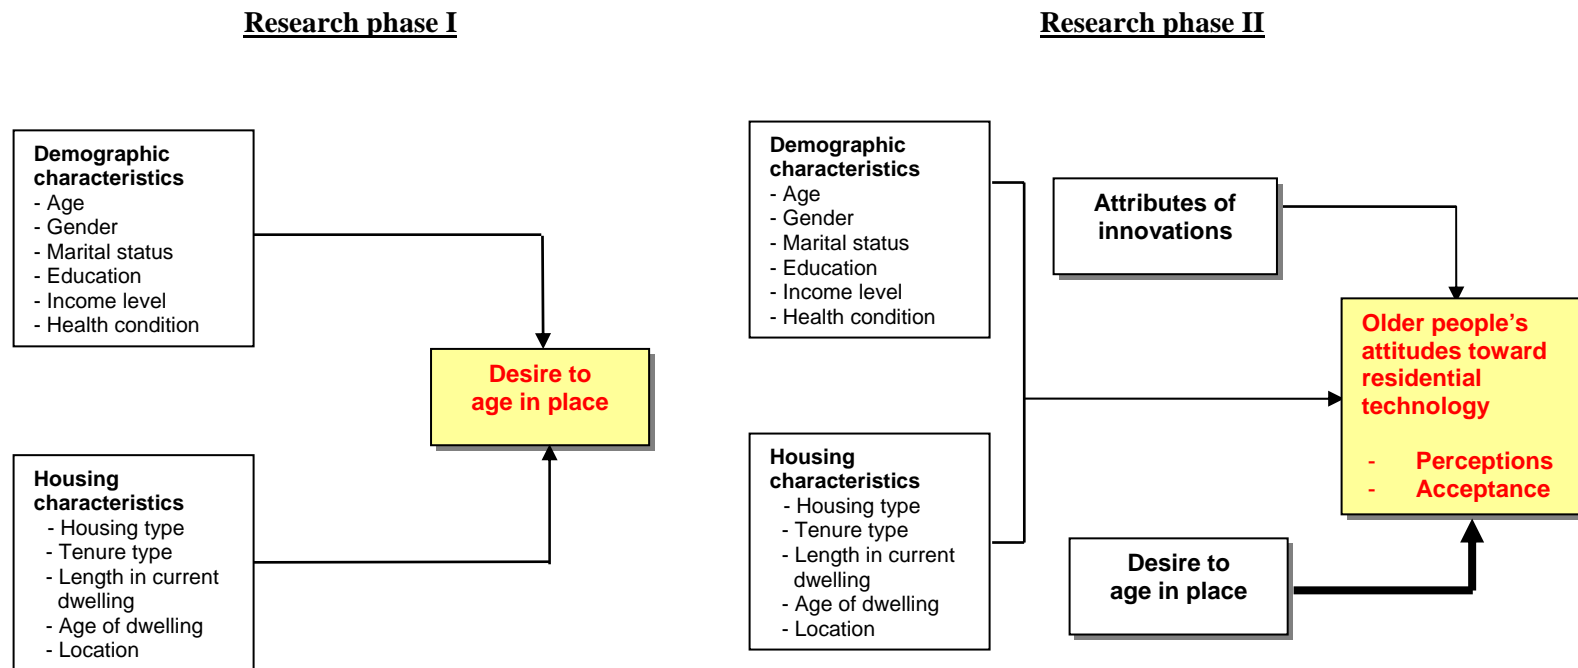 Research phase I
Demographic
characteristics
- Age
- Gender
- Marital status
- Education
- Income level
- Health condition
Desire to
age in place
Housing
characteristics
- Housing type
- Tenure type
- Length in current
dwelling
- Age of dwelling
- Location
Research phase II
Demographic
characteristics
- Age
- Gender
- Marital status
- Education
- Income level
- Health condition
Attributes of
innovations
Older people’s
attitudes toward
residential
technology
- Perceptions
- Acceptance
Housing
characteristics
- Housing type
- Tenure type
- Length in current
dwelling
- Age of dwelling
- Location
Desire to
age in place